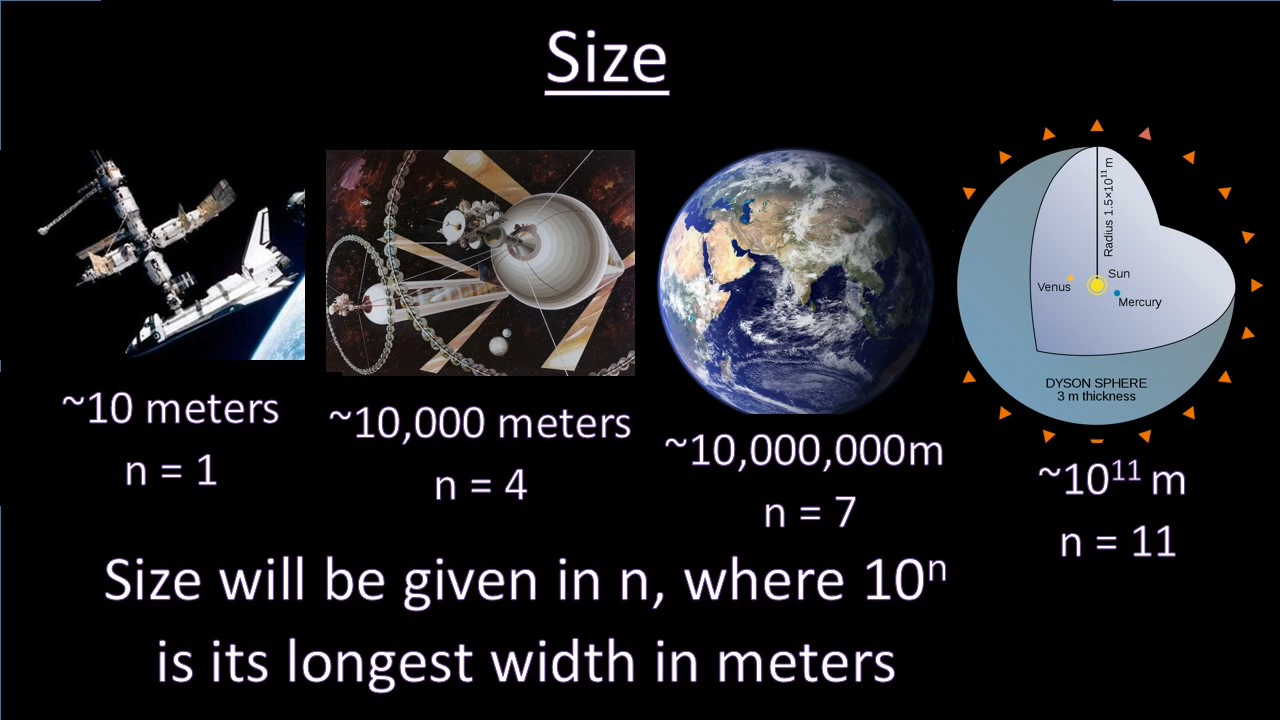 Size
~10 meters
n = 1
~10,000 meters
n = 4
~10,000,000m
n = 7
Radius 1.5×10¹¹ m
Sun
Venus
Mercury
DYSON SPHERE
3 m thickness
~10¹¹ m
n = 11
Size will be given in n, where 10ⁿ
is its longest width in meters